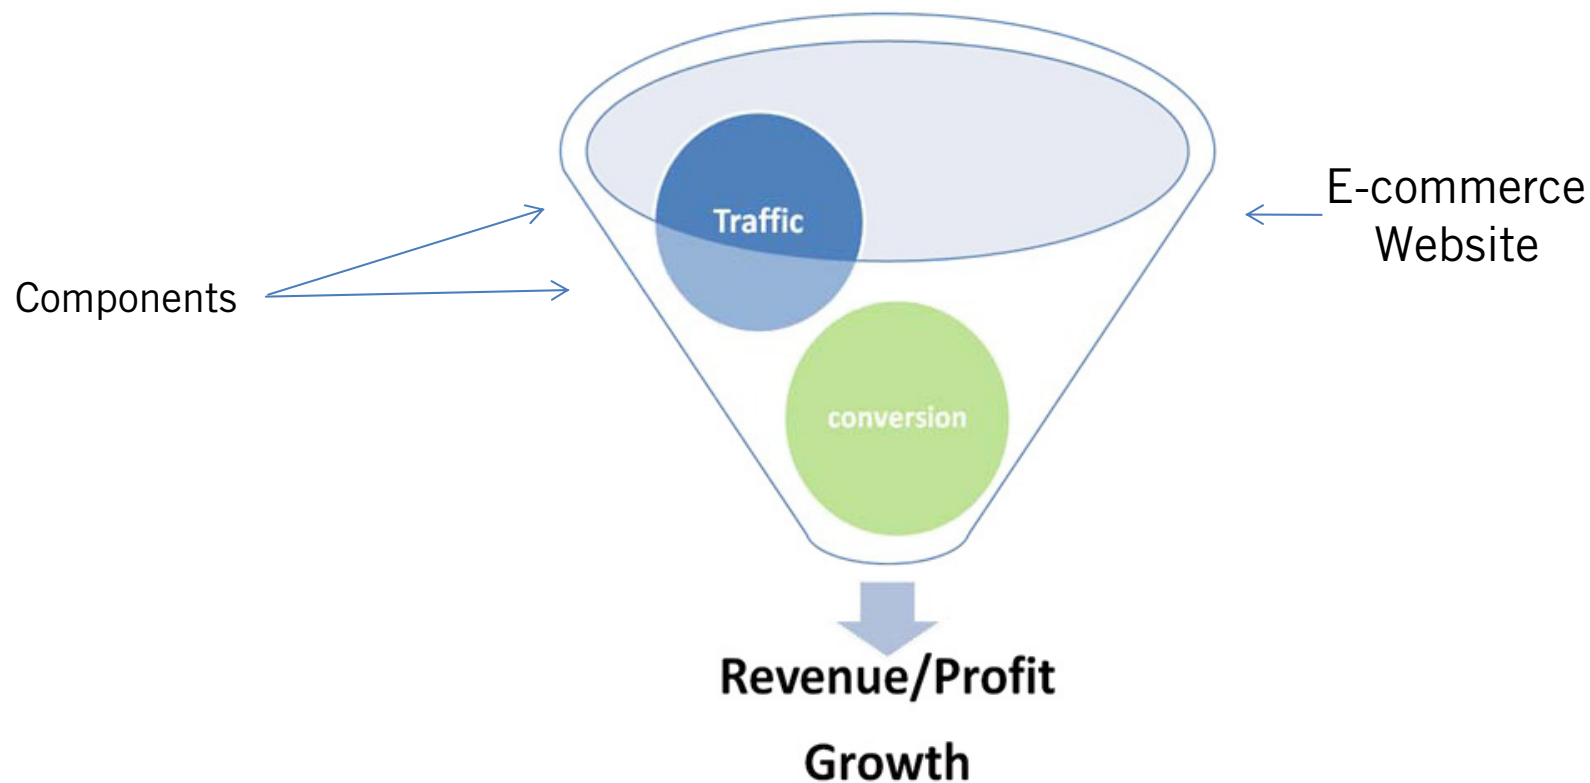 Traffic
E-commerce
Website
Components
conversion
Revenue/Profit
Growth